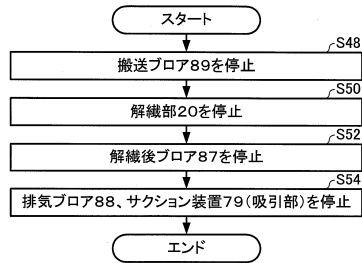 スタート
S48
搬送ブロア89を停止
S50
解繊部20を停止
S52
解繊後ブロア87を停止
S54
排気ブロア88、サクション装置79(吸引部)を停止
エンド